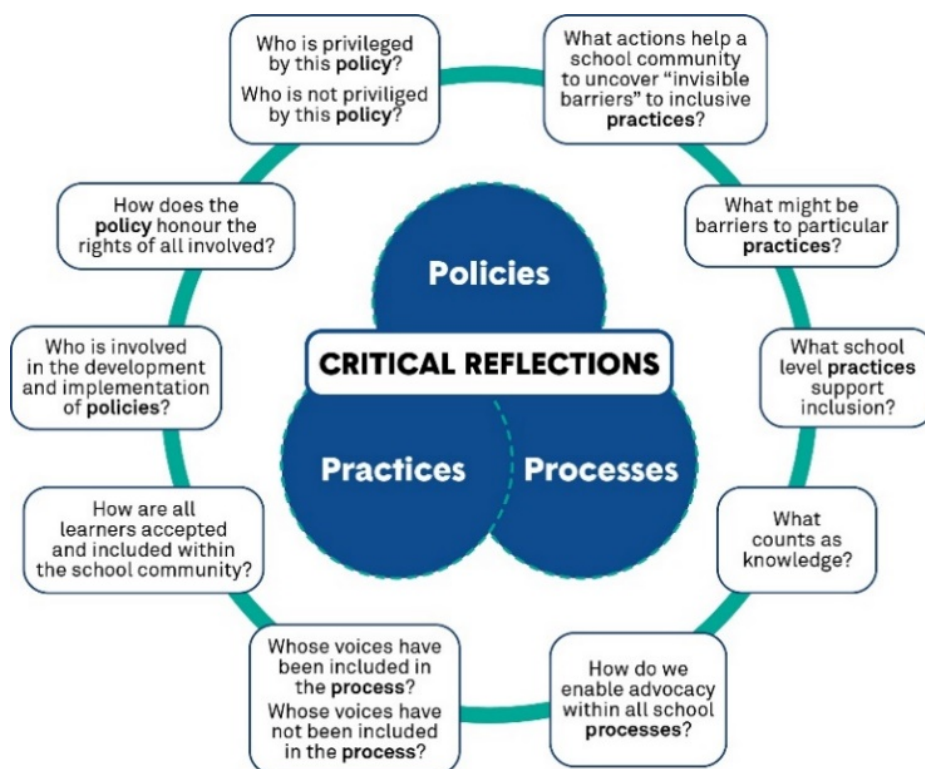 Who is privileged
by this policy?
Who is not priviliged
by this policy?
What actions help a
school community
to uncover “invisible
barriers” to inclusive
practices?
How does the
policy honour the
rights of all involved?
What might be
barriers to particular
practices?
Policies
CRITICAL REFLECTIONS
Practices
Processes
Who is involved
in the development
and implementation
of policies?
What school
level practices
support
inclusion?
How are all
learners accepted
and included within
the school community?
What
counts as
knowledge?
Whose voices have
been included in
the process?
Whose voices have
not been included
in the process?
How do we
enable advocacy
within all school
processes?